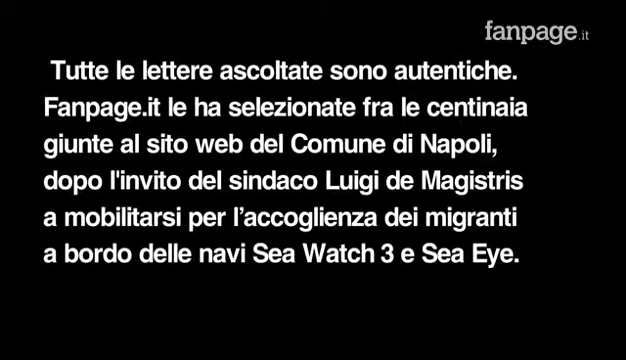 fanpage.it
Tutte le lettere ascoltate sono autentiche.
Fanpage.it le ha selezionate fra le centinaia
giunte al sito web del Comune di Napoli,
dopo l'invito del sindaco Luigi de Magistris
a mobilitarsi per l’accoglienza dei migranti
a bordo delle navi Sea Watch 3 e Sea Eye.